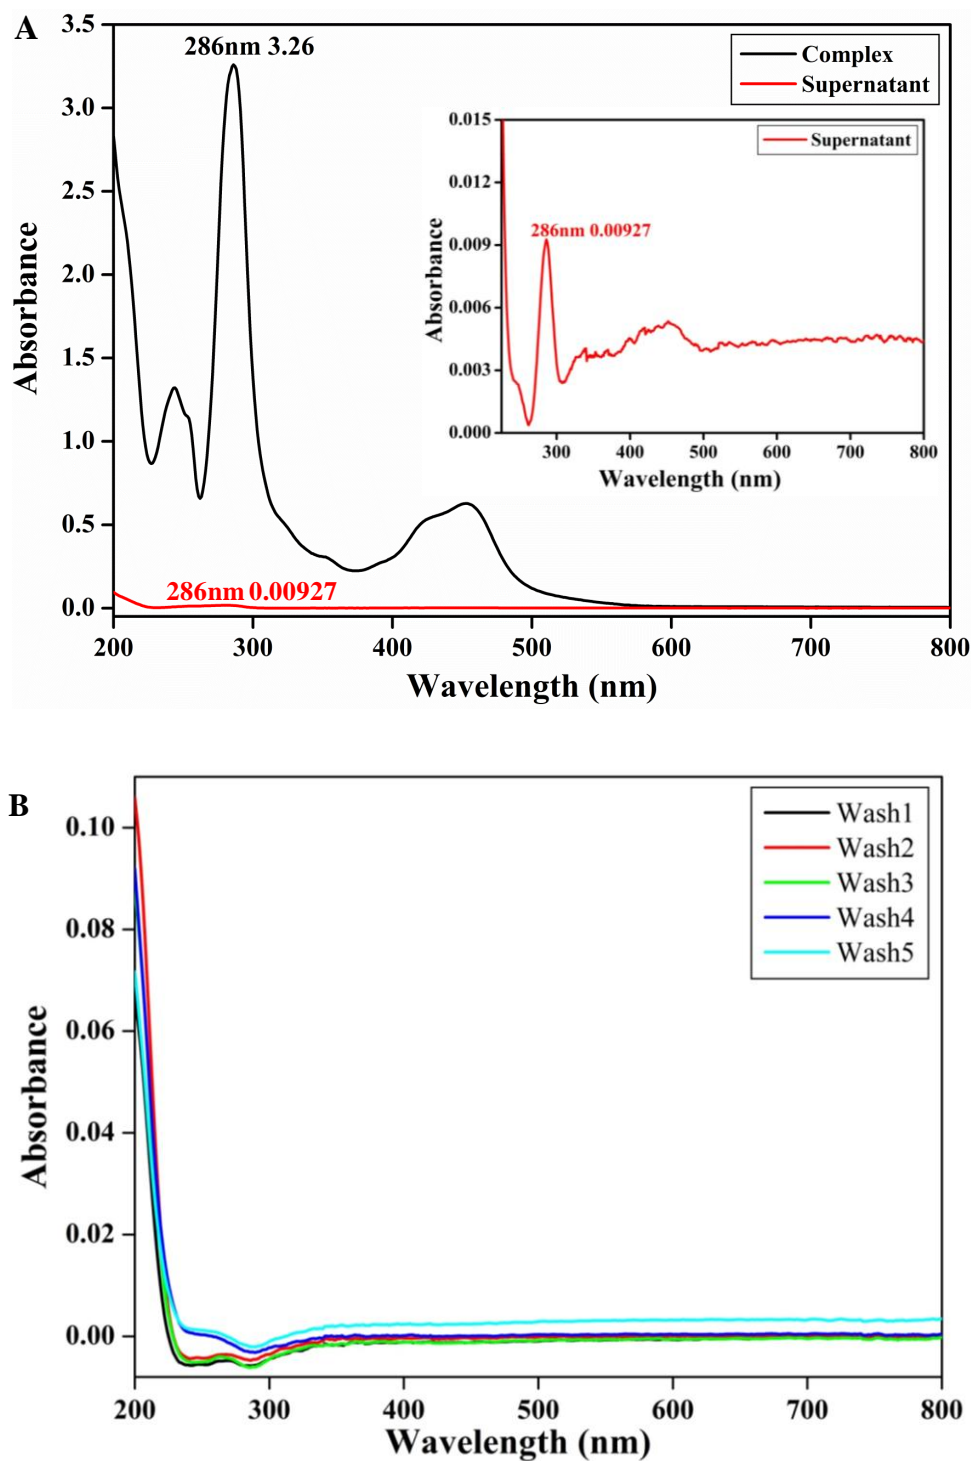 A
3.5
3.0
2.5
2.0
1.5
1.0
0.5
0.0
Absorbance
286nm 3.26
Complex
Supernatant
0.015
0.012
0.009
0.006
0.003
0.000
Absorbance
Supernatant
286nm 0.00927
300 400 500 600 700 800
Wavelength (nm)
286nm 0.00927
200 300 400 500 600 700 800
Wavelength (nm)
B
0.10
0.08
0.06
0.04
0.02
0.00
Absorbance
Wash1
Wash2
Wash3
Wash4
Wash5
200 300 400 500 600 700 800
Wavelength (nm)